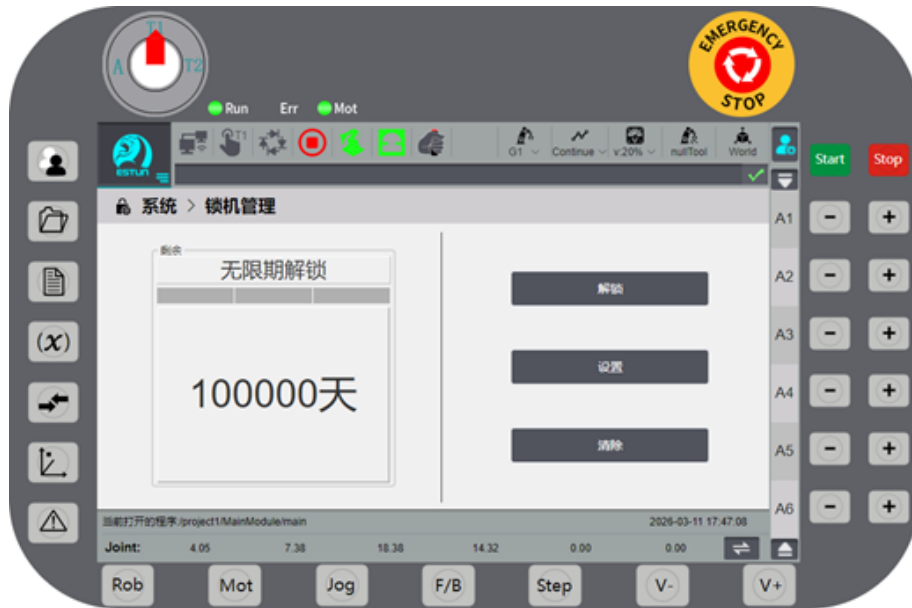 T1
A
T2
EMERGENCY
STOP
Run Err Mot
T1
G1 Continue v:20% nullTool World
ESTUN
Start Stop
系统 > 锁机管理
A1 - +
剩余
无限期解锁
A2 - +
解锁
(x)
A3 - +
设置
100000天
A4 - +
清除
A5 - +
A6 - +
当前打开的程序:/project1/MainModule/main 2026-03-11 17:47:08
Joint: 4.05 7.38 18.38 14.32 0.00 0.00
Rob Mot Jog F/B Step V- V+